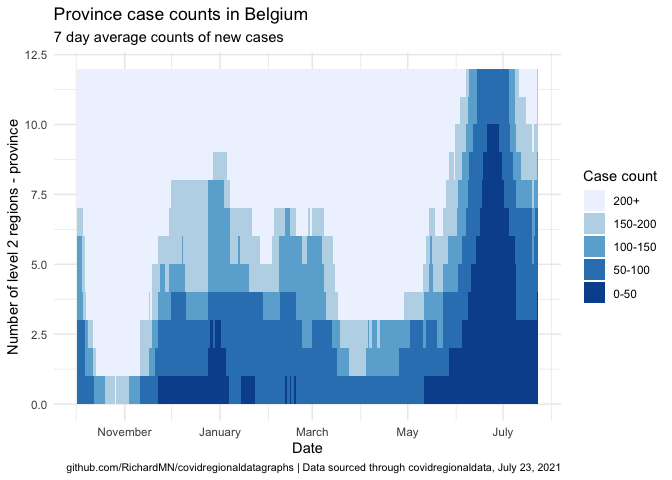 Province case counts in Belgium
7 day average counts of new cases
Number of level 2 regions - province
12.5
10.0
7.5
5.0
2.5
0.0
November
January
March
May
July
Date
Case count
200+
150-200
100-150
50-100
0-50
github.com/RichardMN/covidregionaldatagraphs | Data sourced through covidregionaldata, July 23, 2021